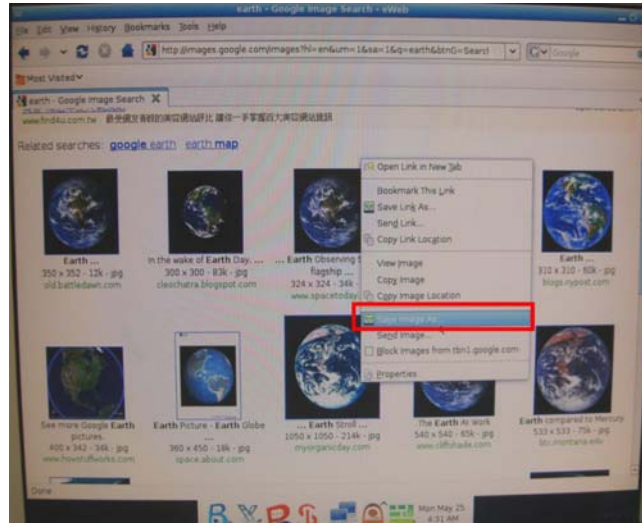 earth - Google Image Search - eWeb
File Edit View History Bookmarks Tools Help
http://images.google.com/images?hl=en&um=1&sa=1&q=earth&btnG=Searcl
Google
Most Visited
earth - Google Image Search
www.find4u.com.tw
Related searches: google earth earth map
Open Link in New Tab
Bookmark This Link
Save Link As...
Send Link...
Copy Link Location
View Image
Copy Image
Copy Image Location
Save Image As...
Send Image...
Block Images from tbn1.google.com
Properties
Earth ...
350 x 352 - 12k - jpg
old.battledawn.com
In the wake of Earth Day. ...
300 x 300 - 83k - jpg
cleochatra.blogspot.com
... Earth Observing
flagship ...
324 x 324 - 34k -
www.spacetoday
Earth ...
310 x 310 - 60k - jpg
blogs.nypost.com
See more Google Earth
pictures.
400 x 342 - 34k - jpg
www.howstuffworks.com
Earth Picture - Earth Globe
...
360 x 450 - 18k - jpg
space.about.com
... Earth Stroll ...
1050 x 1050 - 214k - jpg
myorganicday.com
The Earth At work
540 x 540 - 65k - jpg
www.cliffshade.com
Earth compared to Mercury
533 x 533 - 75k - jpg
btc.montana.edu
Done
Mon May 25
4:31 AM